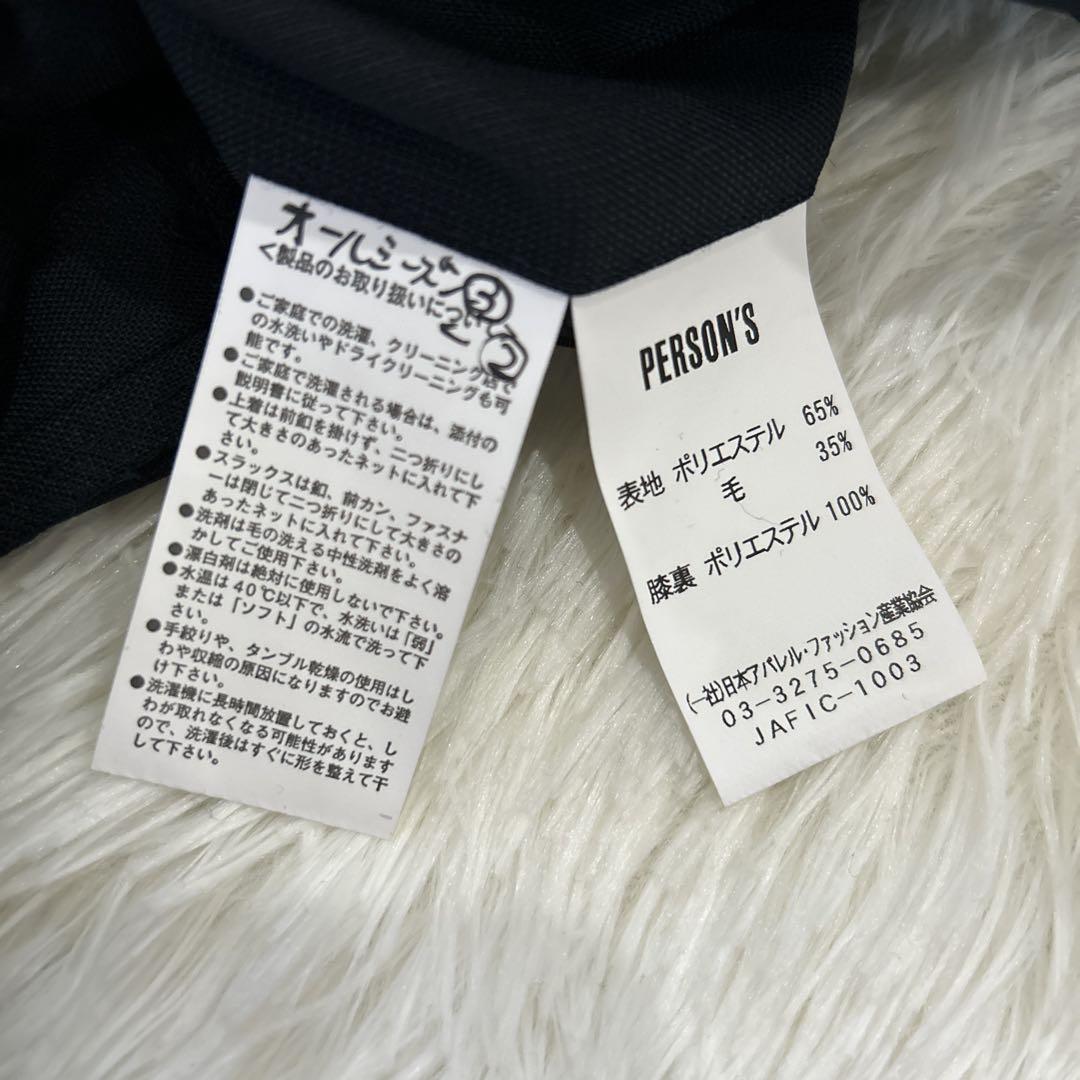 オールシーズン
③
②
<製品のお取り扱いについて
●ご家庭での洗濯、クリーニング店で
の水洗いやドライクリーニングも可
能です。
●ご家庭で洗濯される場合は、添付の
説明書に従って下さい。
●上着は前釦を掛けず、二つ折りにし
て大きさのあったネットに入れて下
さい。
●スラックスは釦、前カン、ファスナ
ーは閉じて二つ折りにして大きさの
あったネットに入れて下さい。
●洗剤は毛の洗える中性洗剤をよく溶
かしてご使用下さい。
●漂白剤は絶対に使用しないで下さい。
●水温は40℃以下で、水洗いは「弱」
または「ソフト」の水流で洗って下
さい。
●手絞りや、タンブル乾燥の使用はし
わや収縮の原因になりますのでお避
け下さい。
●洗濯機に長時間放置しておくと、し
わが取れなくなる可能性があります
ので、洗濯後はすぐに形を整えて干
して下さい。
PERSON'S
表地 ポリエステル 65%
毛 35%
膝裏 ポリエステル 100%
(一社)日本アパレル・ファッション産業協会
03-3275-0685
JAFIC-1003